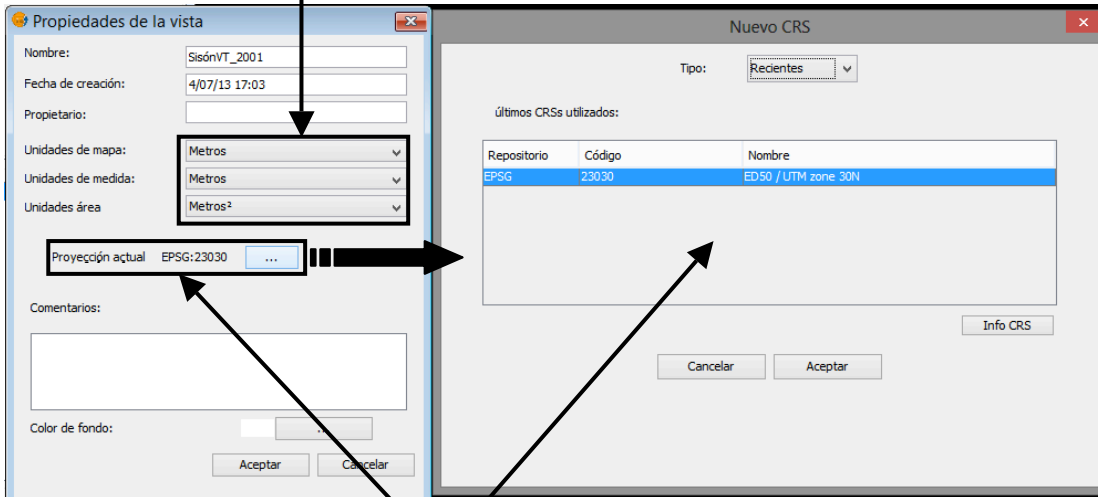 Propiedades de la vista
Nombre: SisónVT_2001
Fecha de creación: 4/07/13 17:03
Propietario:
Unidades de mapa: Metros
Unidades de medida: Metros
Unidades área Metros²
Proyección actual EPSG:23030 ...
Comentarios:
Color de fondo: ...
Aceptar Cancelar
Nuevo CRS
Tipo: Recientes
últimos CRSs utilizados:
Repositorio Código Nombre
EPSG 23030 ED50 / UTM zone 30N
Info CRS
Cancelar Aceptar